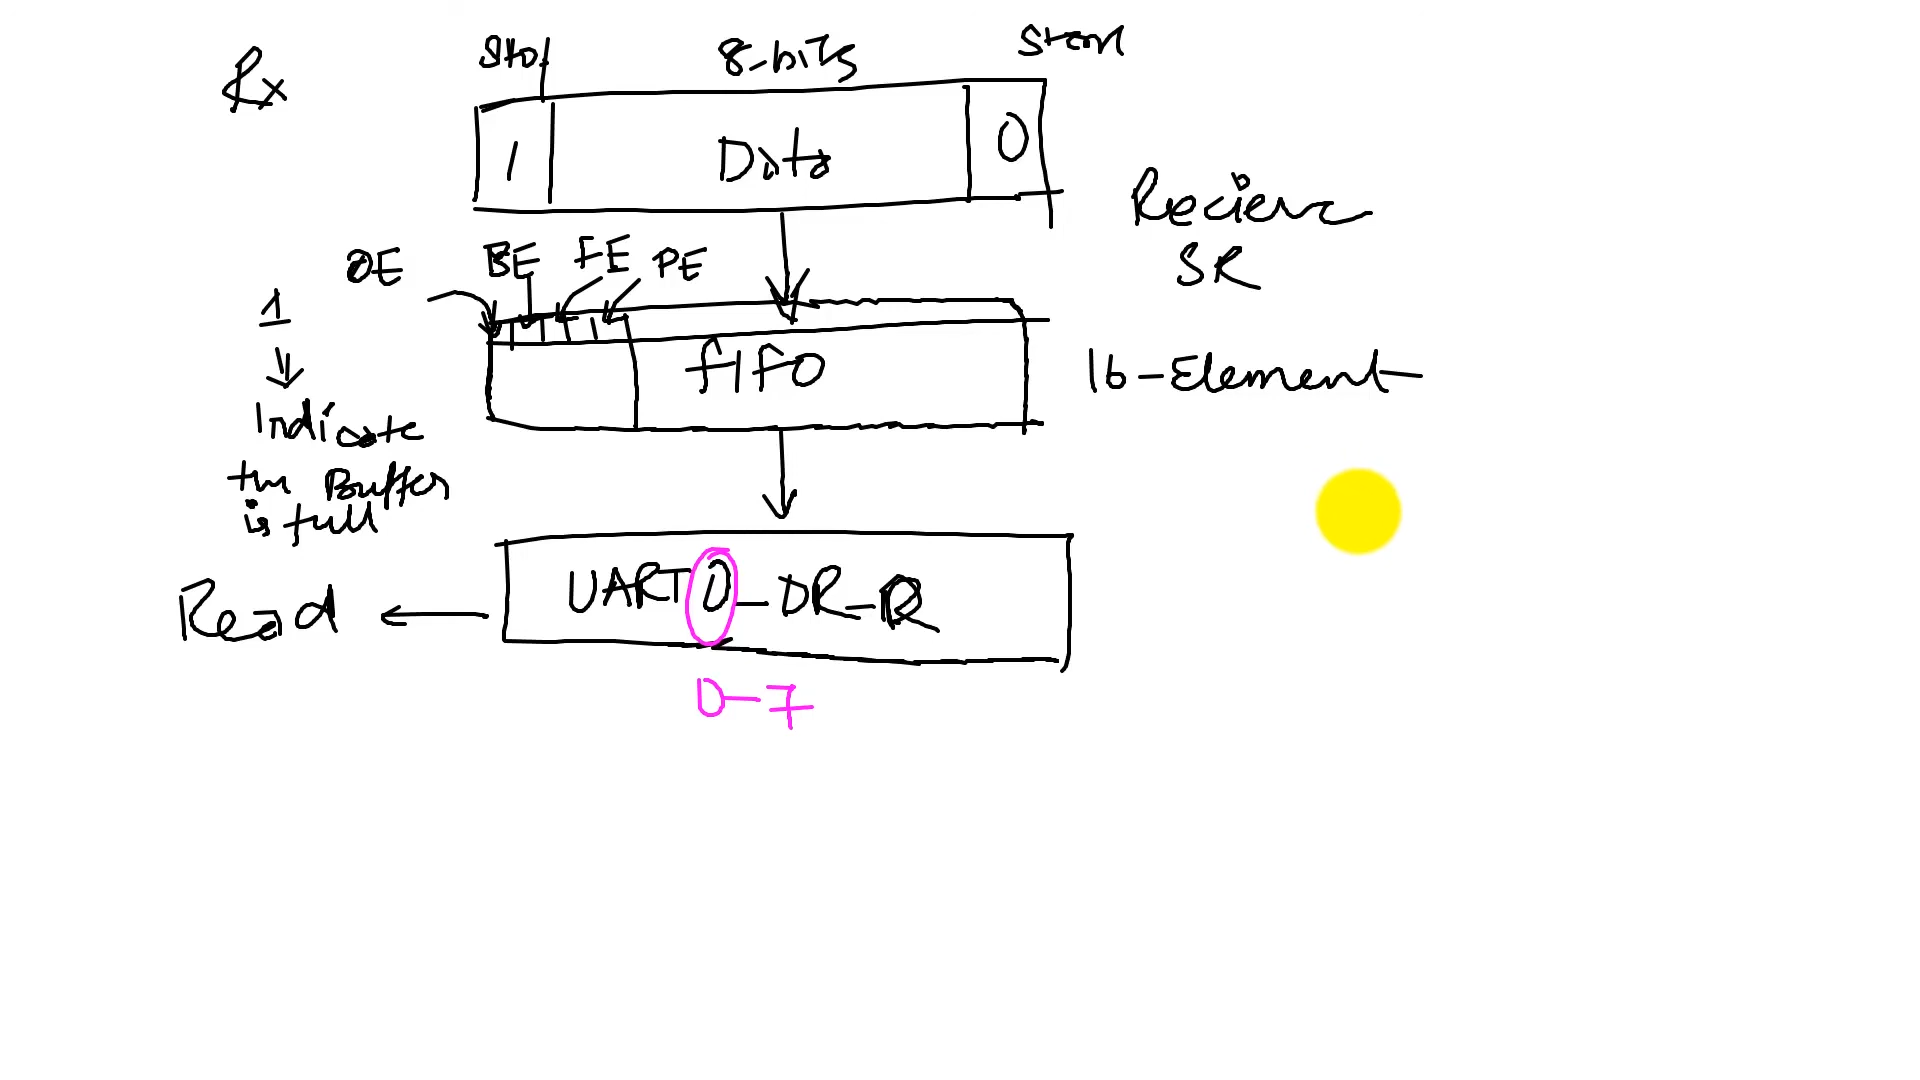 Rx
Sto 8-bits Start
1 Data 0
Reciever
SR
OE BE FE PE
1
FIFO
16-Element
Indicate
the Buffer
is full
UART0_DR_R
Read
0-7